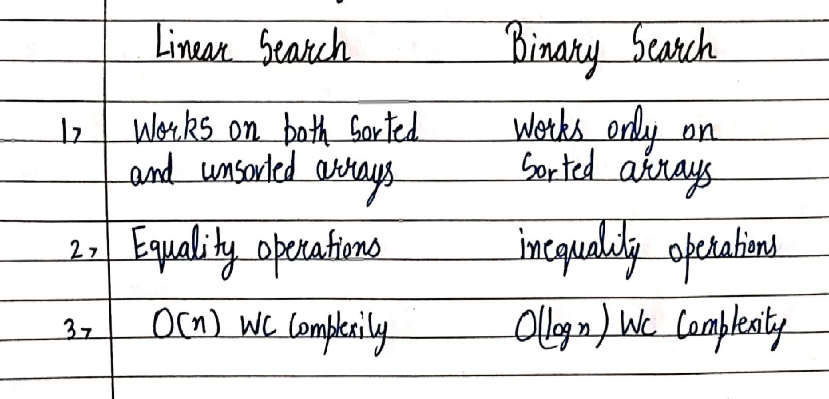 Linear Search Binary Search
1> Works on both Sorted Works only on
and unsorted arrays Sorted arrays
2> Equality operations inequality operations
3> O(n) WC Complexity O(log n) WC Complexity